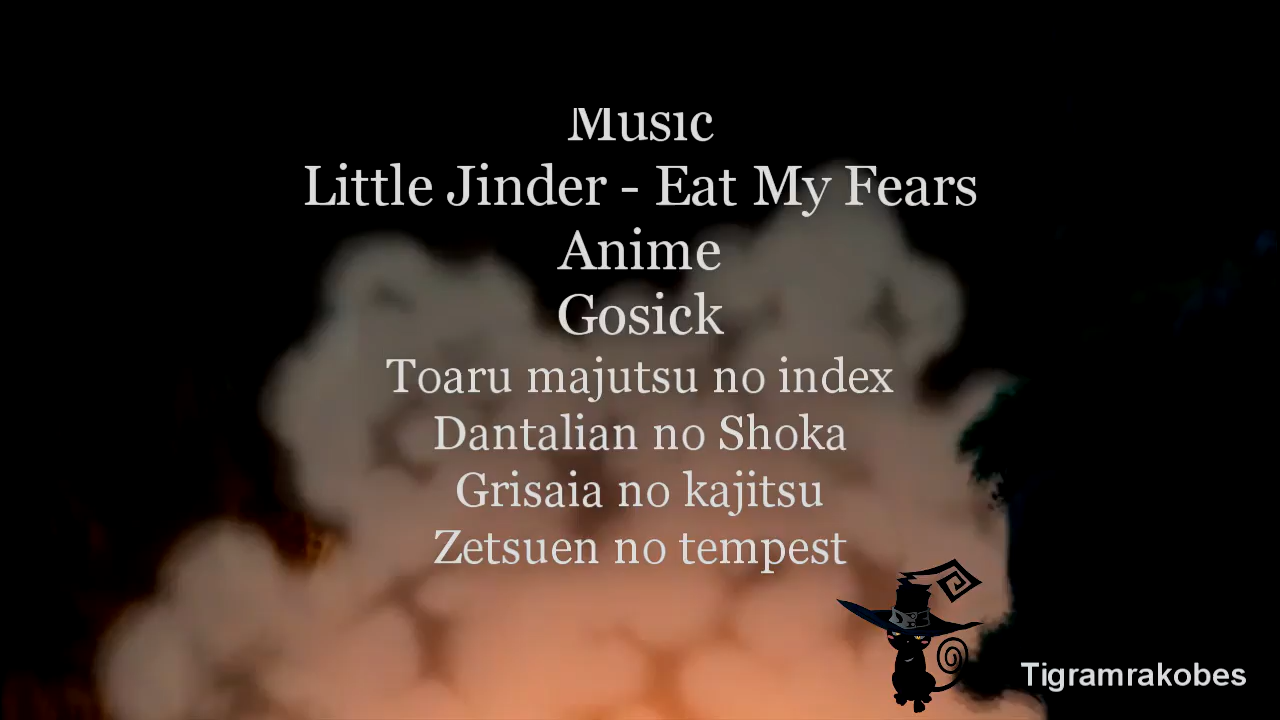 Music
Little Jinder - Eat My Fears
Anime
Gosick
Toaru majutsu no index
Dantalian no Shoka
Grisaia no kajitsu
Zetsuen no tempest
Tigramrakobes